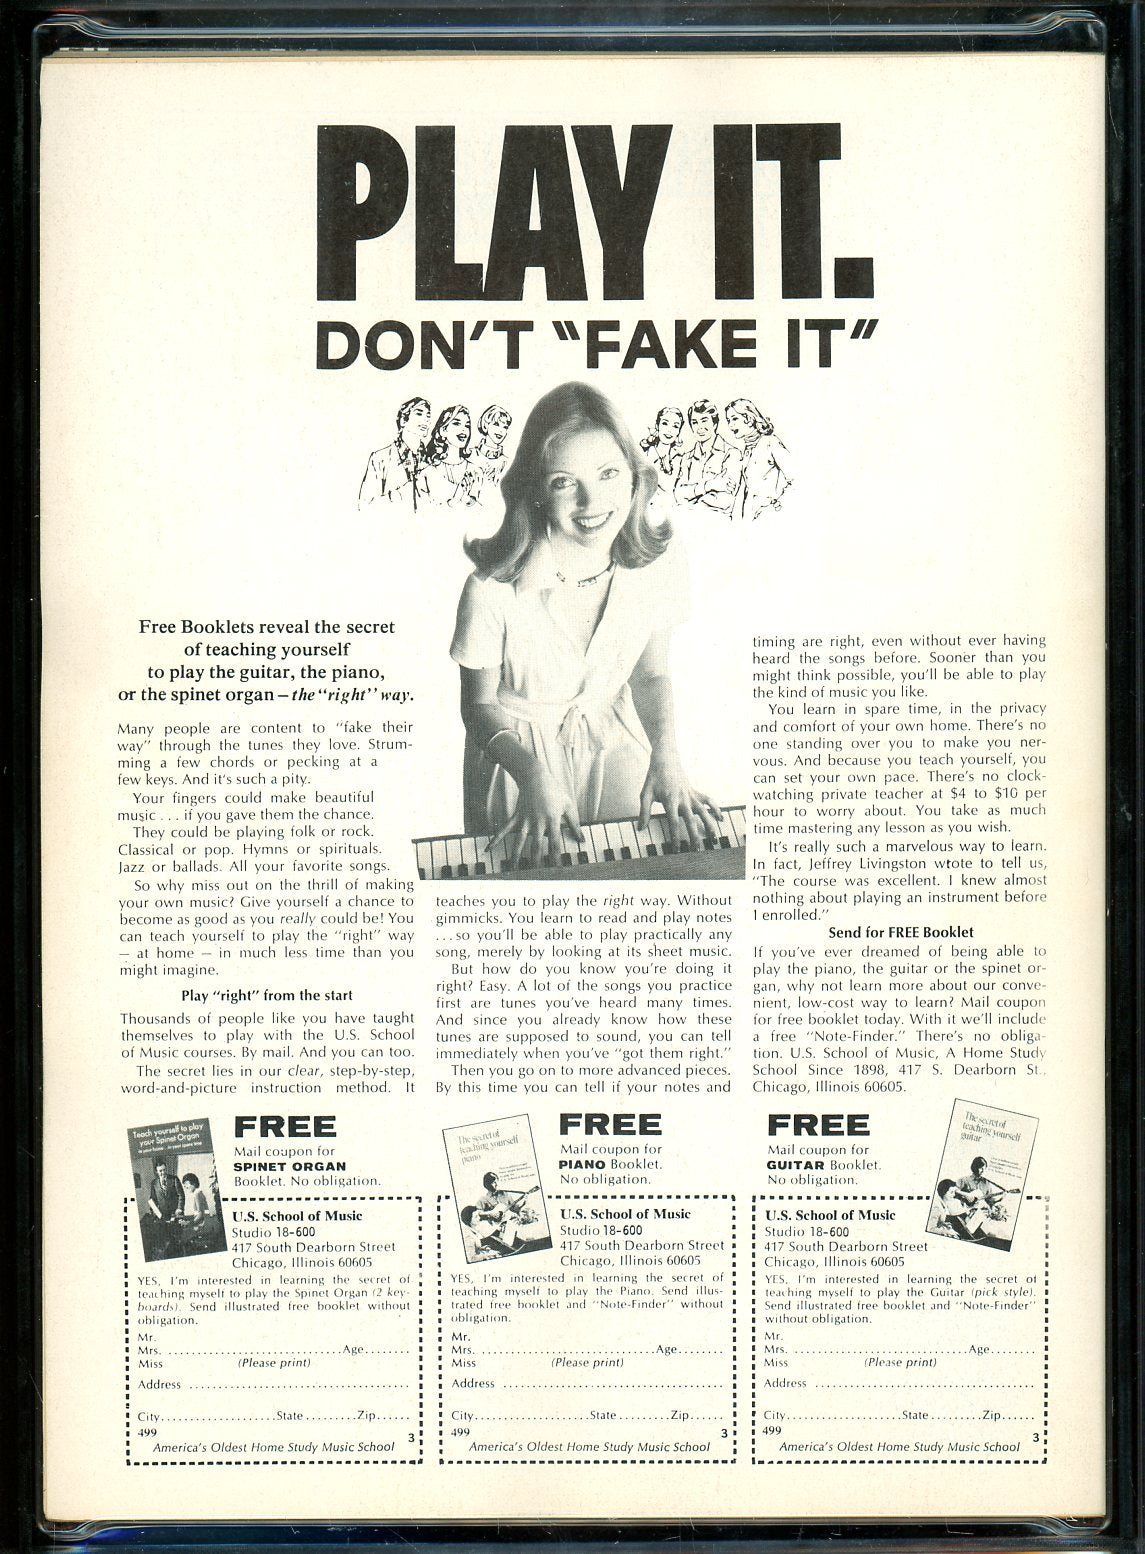 PLAY IT.
DON'T "FAKE IT"
Free Booklets reveal the secret
of teaching yourself
to play the guitar, the piano,
or the spinet organ – the "right" way.
Many people are content to "fake their
way" through the tunes they love. Strum-
ming a few chords or pecking at a
few keys. And it's such a pity.
Your fingers could make beautiful
music . . . if you gave them the chance.
They could be playing folk or rock.
Classical or pop. Hymns or spirituals.
Jazz or ballads. All your favorite songs.
So why miss out on the thrill of making
your own music? Give yourself a chance to
become as good as you really could be! You
can teach yourself to play the "right" way
— at home — in much less time than you
might imagine.
Play "right" from the start
Thousands of people like you have taught
themselves to play with the U.S. School
of Music courses. By mail. And you can too.
The secret lies in our clear, step-by-step,
word-and-picture instruction method. It
teaches you to play the right way. Without
gimmicks. You learn to read and play notes
. . . so you'll be able to play practically any
song, merely by looking at its sheet music.
But how do you know you're doing it
right? Easy. A lot of the songs you practice
first are tunes you've heard many times.
And since you already know how these
tunes are supposed to sound, you can tell
immediately when you've "got them right."
Then you go on to more advanced pieces.
By this time you can tell if your notes and
timing are right, even without ever having
heard the songs before. Sooner than you
might think possible, you'll be able to play
the kind of music you like.
You learn in spare time, in the privacy
and comfort of your own home. There's no
one standing over you to make you ner-
vous. And because you teach yourself, you
can set your own pace. There's no clock-
watching private teacher at $4 to $10 per
hour to worry about. You take as much
time mastering any lesson as you wish.
It's really such a marvelous way to learn.
In fact, Jeffrey Livingston wtote to tell us,
"The course was excellent. I knew almost
nothing about playing an instrument before
I enrolled."
Send for FREE Booklet
If you've ever dreamed of being able to
play the piano, the guitar or the spinet or-
gan, why not learn more about our conve-
nient, low-cost way to learn? Mail coupon
for free booklet today. With it we'll include
a free "Note-Finder." There's no obliga-
tion. U.S. School of Music, A Home Study
School Since 1898, 417 S. Dearborn St.,
Chicago, Illinois 60605.
Teach yourself to play
your Spinet Organ
FREE
Mail coupon for
SPINET ORGAN
Booklet. No obligation.
U.S. School of Music
Studio 18-600
417 South Dearborn Street
Chicago, Illinois 60605
YES, I'm interested in learning the secret of
teaching myself to play the Spinet Organ (2 key-
boards). Send illustrated free booklet without
obligation.
Mr.
Mrs. ............................Age........
Miss (Please print)
Address ....................................
City...................State.........Zip......
499 3
America's Oldest Home Study Music School
The secret of
teaching yourself
piano
FREE
Mail coupon for
PIANO Booklet.
No obligation.
U.S. School of Music
Studio 18-600
417 South Dearborn Street
Chicago, Illinois 60605
YES, I'm interested in learning the secret of
teaching myself to play the Piano. Send illus-
trated free booklet and "Note-Finder" without
obligation.
Mr.
Mrs. ............................Age........
Miss (Please print)
Address ....................................
City...................State.........Zip......
499 3
America's Oldest Home Study Music School
FREE
Mail coupon for
GUITAR Booklet.
No obligation.
The secret of
teaching yourself
guitar
U.S. School of Music
Studio 18-600
417 South Dearborn Street
Chicago, Illinois 60605
YES, I'm interested in learning the secret of
teaching myself to play the Guitar (pick style).
Send illustrated free booklet and "Note-Finder"
without obligation.
Mr.
Mrs. ............................Age........
Miss (Please print)
Address ....................................
City...................State.........Zip......
499 3
America's Oldest Home Study Music School